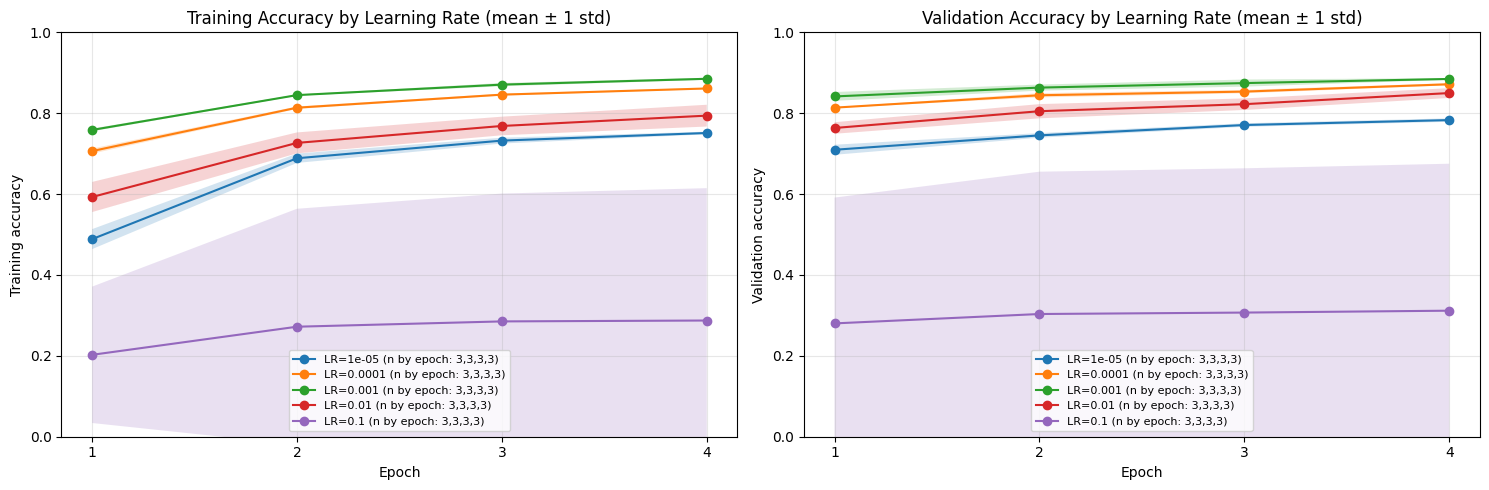 Training Accuracy by Learning Rate (mean ± 1 std)
1.0
0.8
0.6
0.4
0.2
0.0
Training accuracy
1
2
3
4
Epoch
LR=1e-05 (n by epoch: 3,3,3,3)
LR=0.0001 (n by epoch: 3,3,3,3)
LR=0.001 (n by epoch: 3,3,3,3)
LR=0.01 (n by epoch: 3,3,3,3)
LR=0.1 (n by epoch: 3,3,3,3)
Validation Accuracy by Learning Rate (mean ± 1 std)
1.0
0.8
0.6
0.4
0.2
0.0
Validation accuracy
1
2
3
4
Epoch
LR=1e-05 (n by epoch: 3,3,3,3)
LR=0.0001 (n by epoch: 3,3,3,3)
LR=0.001 (n by epoch: 3,3,3,3)
LR=0.01 (n by epoch: 3,3,3,3)
LR=0.1 (n by epoch: 3,3,3,3)